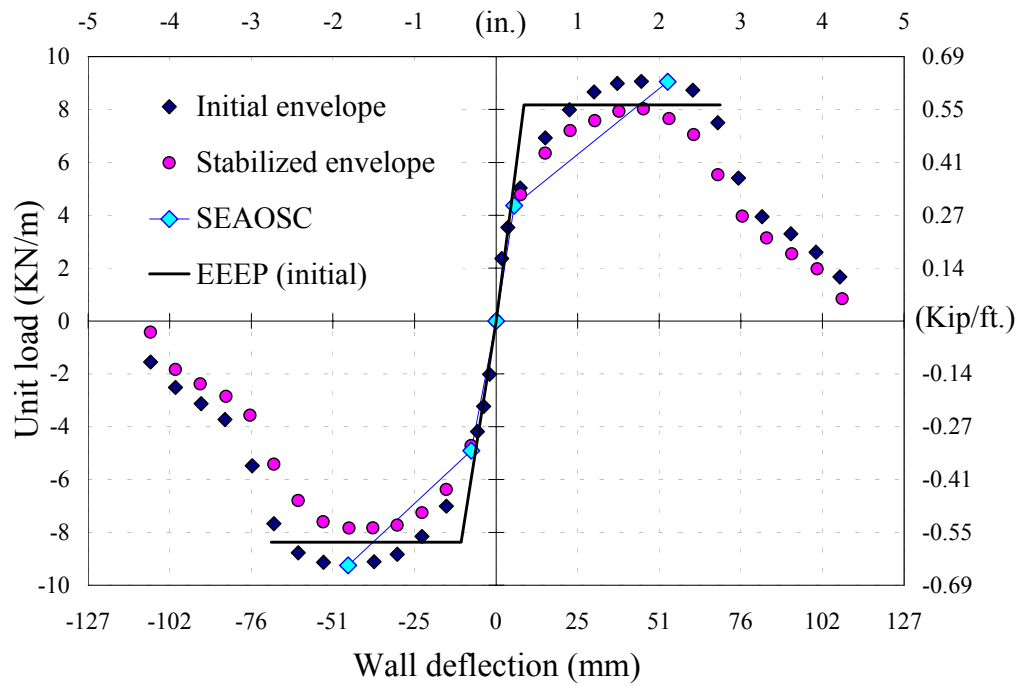 -5 -4 -3 -2 -1 (in.) 1 2 3 4 5
10 0.69
8 0.55
6 0.41
4 0.27
2 0.14
0 (Kip/ft.)
-2 -0.14
-4 -0.27
-6 -0.41
-8 -0.55
-10 -0.69
Initial envelope
Stabilized envelope
SEAOSC
EEEP (initial)
Unit load (KN/m)
-127 -102 -76 -51 -25 0 25 51 76 102 127
Wall deflection (mm)